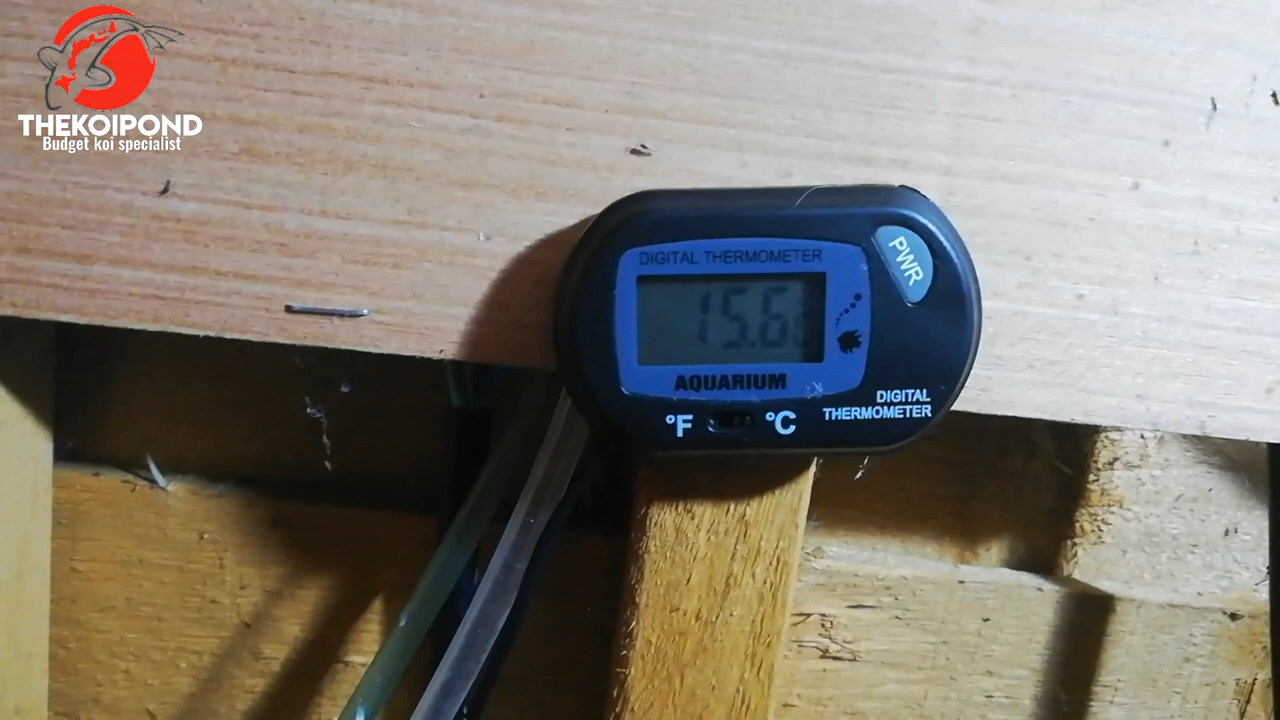 THEKOIPOND
Budget koi specialist
DIGITAL THERMOMETER
PWR
15.6
AQUARIUM
°F °C
DIGITAL
THERMOMETER